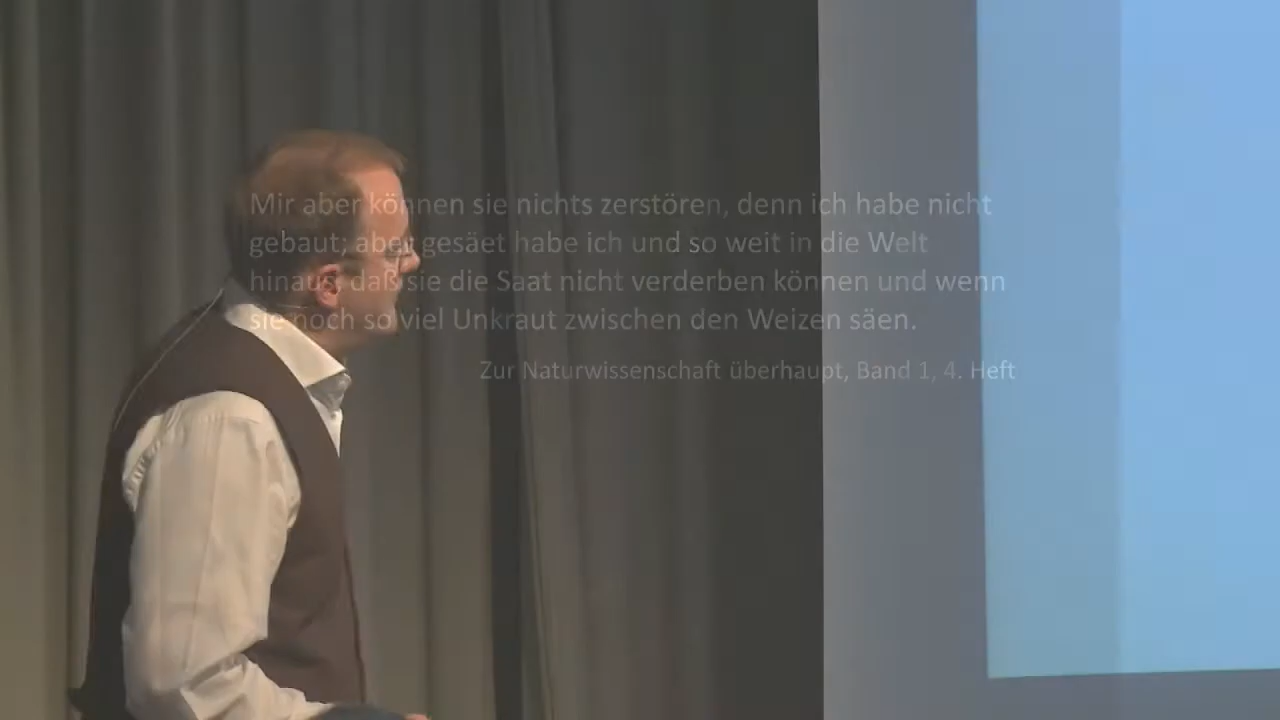 Mir aber können sie nichts zerstören, denn ich habe nicht
gebaut; aber gesäet habe ich und so weit in die Welt
hinaus, daß sie die Saat nicht verderben können und wenn
sie noch so viel Unkraut zwischen den Weizen säen.
Zur Naturwissenschaft überhaupt, Band 1, 4. Heft